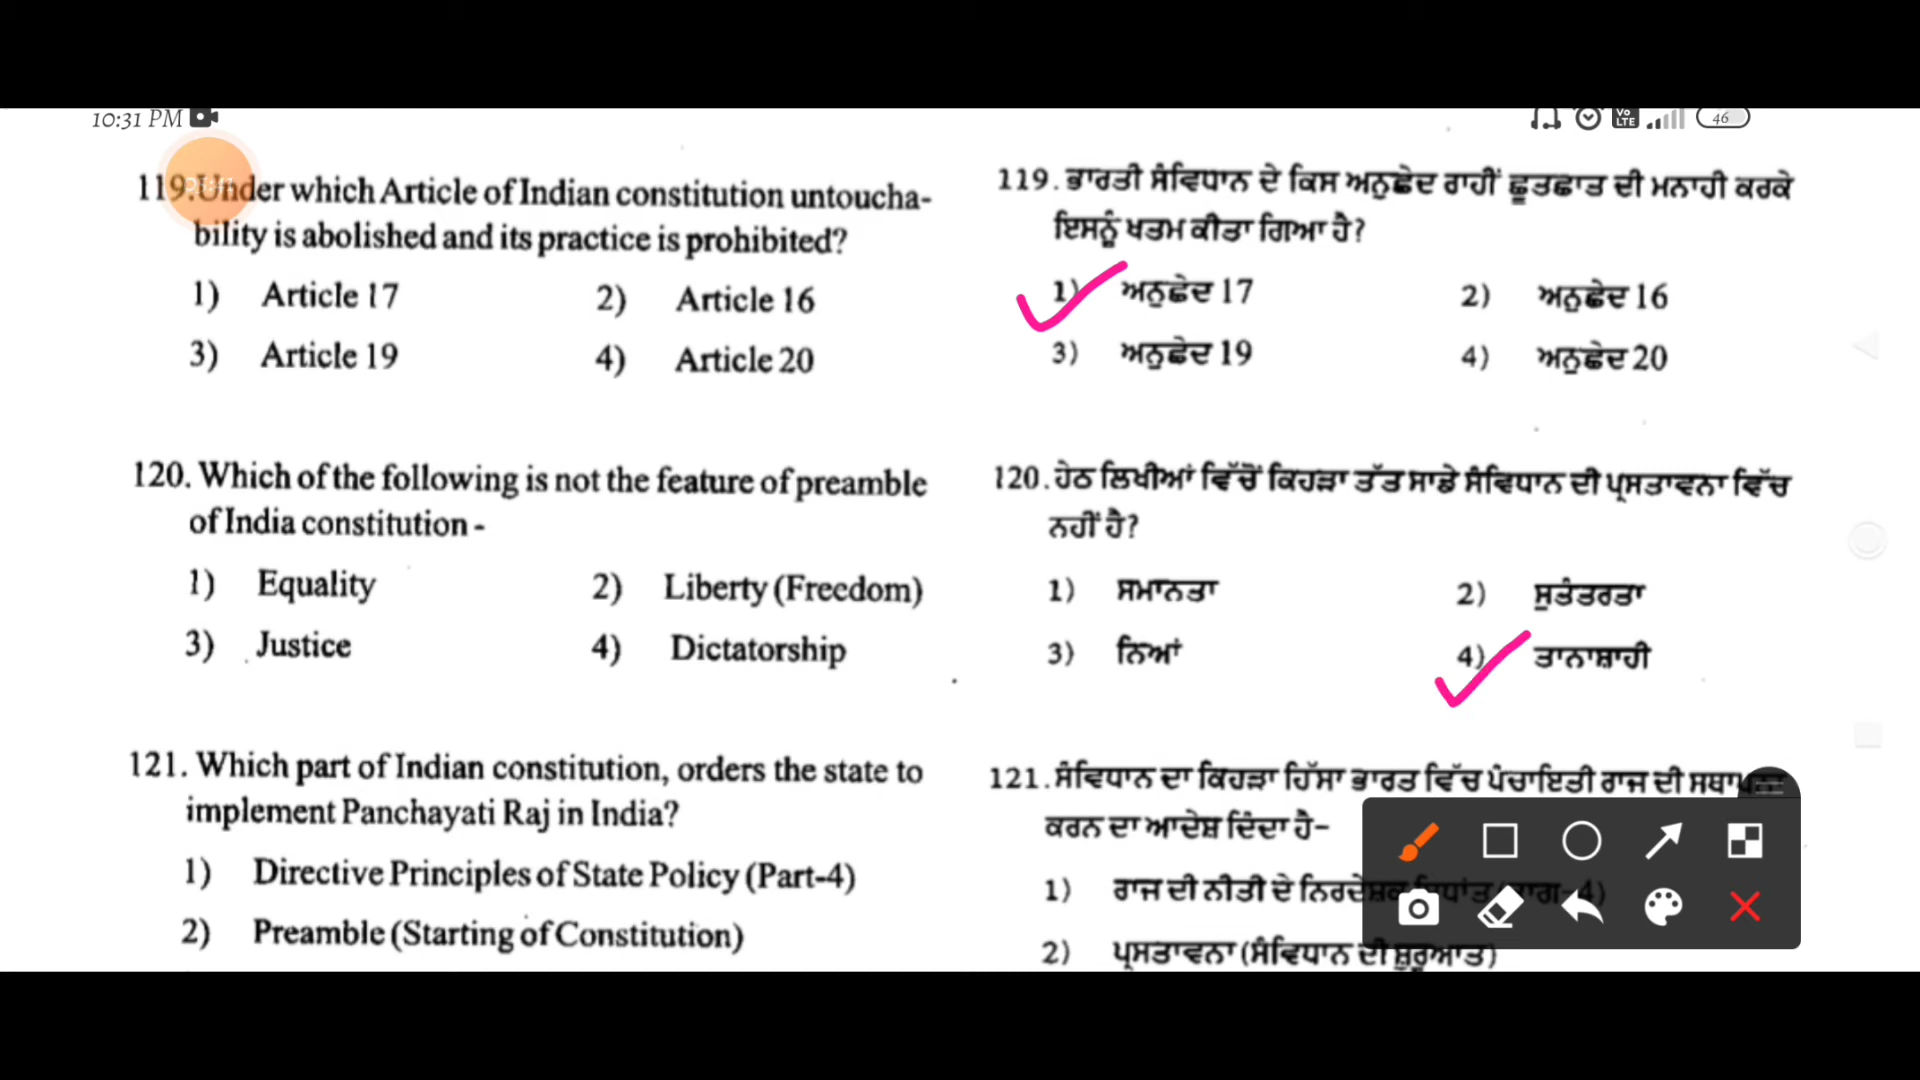 10:31 PM
46
119.Under which Article of Indian constitution untoucha-
bility is abolished and its practice is prohibited?
1) Article 17 2) Article 16
3) Article 19 4) Article 20
120. Which of the following is not the feature of preamble
of India constitution -
1) Equality 2) Liberty (Freedom)
3) Justice 4) Dictatorship
121. Which part of Indian constitution, orders the state to
implement Panchayati Raj in India?
1) Directive Principles of State Policy (Part-4)
2) Preamble (Starting of Constitution)
119. ਭਾਰਤੀ ਸੰਵਿਧਾਨ ਦੇ ਕਿਸ ਅਨੁਛੇਦ ਰਾਹੀਂ ਛੂਤਛਾਤ ਦੀ ਮਨਾਹੀ ਕਰਕੇ
ਇਸਨੂੰ ਖਤਮ ਕੀਤਾ ਗਿਆ ਹੈ?
1) ਅਨੁਛੇਦ 17 2) ਅਨੁਛੇਦ 16
3) ਅਨੁਛੇਦ 19 4) ਅਨੁਛੇਦ 20
120. ਹੇਠ ਲਿਖੀਆਂ ਵਿੱਚੋਂ ਕਿਹੜਾ ਤੱਤ ਸਾਡੇ ਸੰਵਿਧਾਨ ਦੀ ਪ੍ਰਸਤਾਵਨਾ ਵਿੱਚ
ਨਹੀਂ ਹੈ?
1) ਸਮਾਨਤਾ 2) ਸੁਤੰਤਰਤਾ
3) ਨਿਆਂ 4) ਤਾਨਾਸ਼ਾਹੀ
121. ਸੰਵਿਧਾਨ ਦਾ ਕਿਹੜਾ ਹਿੱਸਾ ਭਾਰਤ ਵਿੱਚ ਪੰਚਾਇਤੀ ਰਾਜ ਦੀ ਸਥਾਪਨਾ
ਕਰਨ ਦਾ ਆਦੇਸ਼ ਦਿੰਦਾ ਹੈ-
1) ਰਾਜ ਦੀ ਨੀਤੀ ਦੇ
2) ਪ੍ਰਸਤਾਵਨਾ (ਸੰਵਿਧਾਨ ਦੀ ਸ਼ੁਰੂਆਤ)